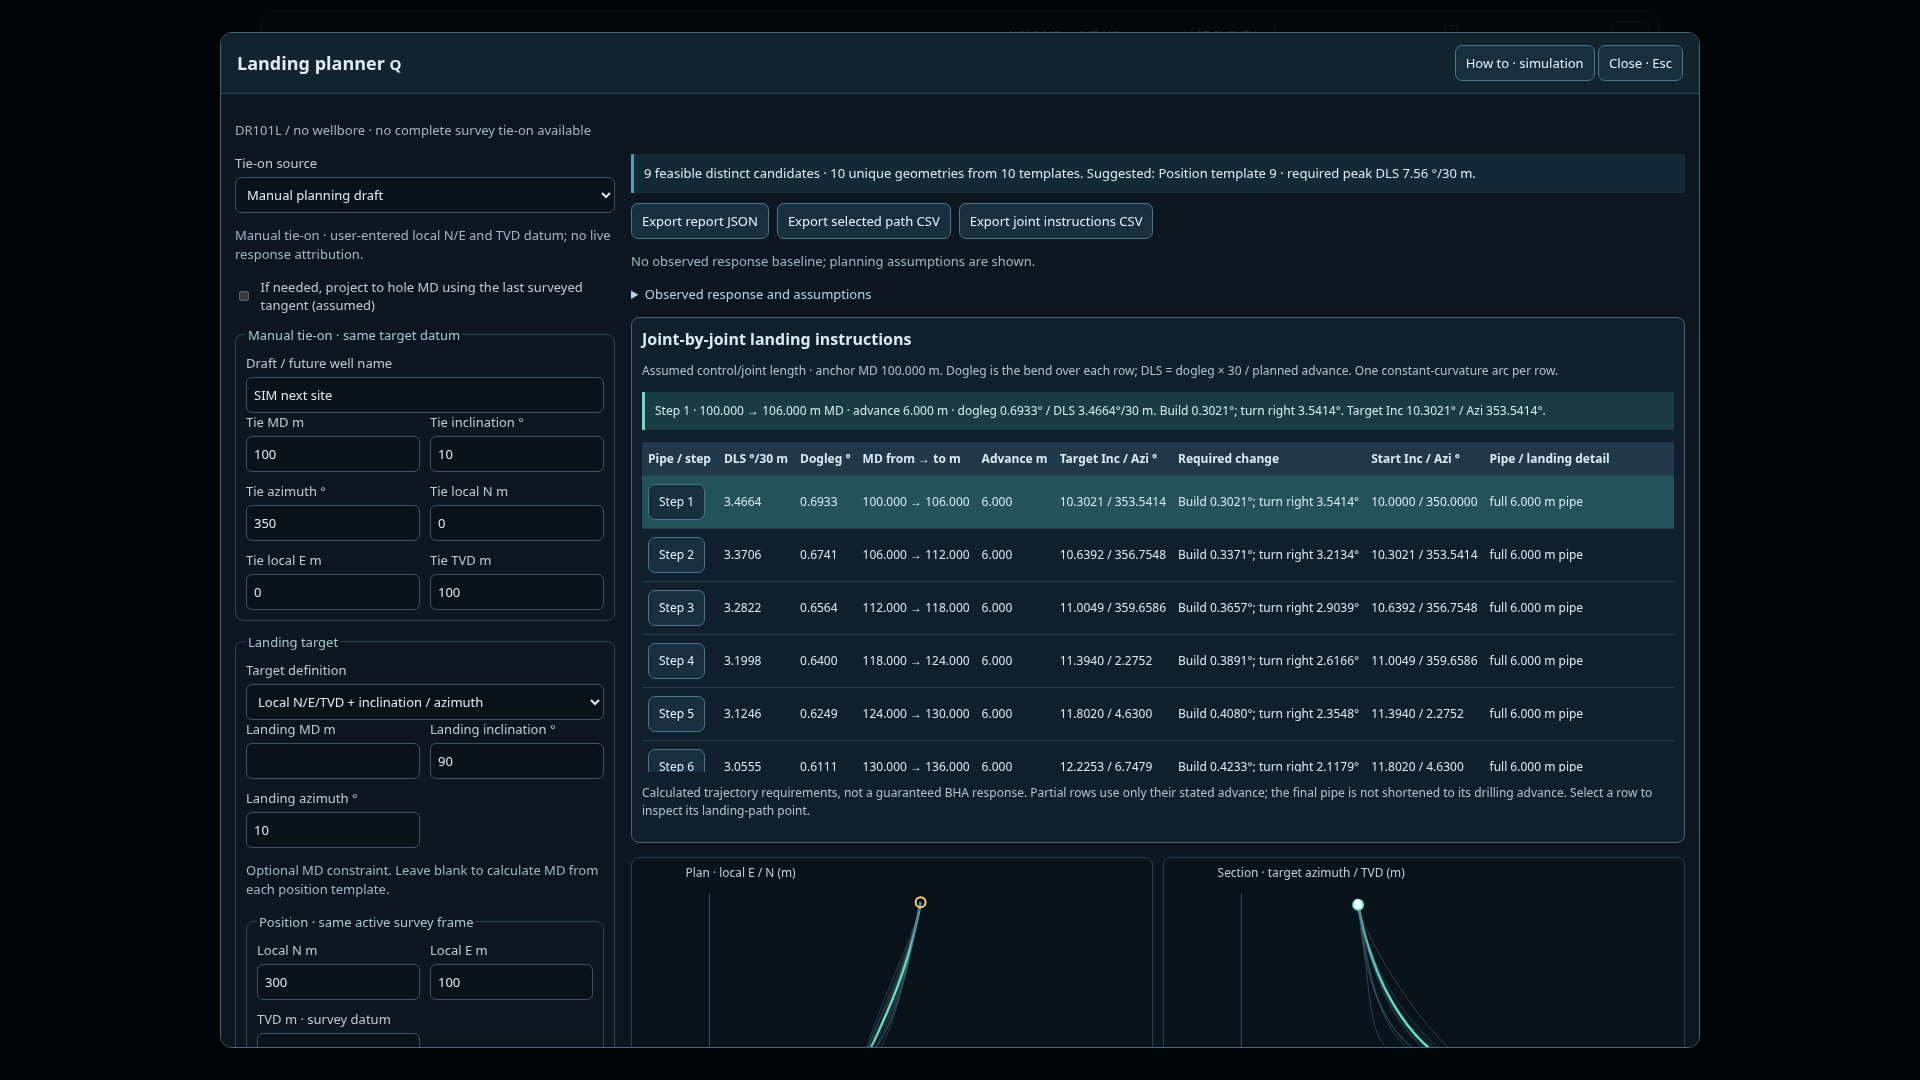 Landing planner Q
How to · simulation
Close · Esc
DR101L / no wellbore · no complete survey tie-on available
Tie-on source
Manual planning draft
Manual tie-on · user-entered local N/E and TVD datum; no live
response attribution.
If needed, project to hole MD using the last surveyed
tangent (assumed)
Manual tie-on · same target datum
Draft / future well name
SIM next site
Tie MD m
Tie inclination °
100
10
Tie azimuth °
Tie local N m
350
0
Tie local E m
Tie TVD m
0
100
Landing target
Target definition
Local N/E/TVD + inclination / azimuth
Landing MD m
Landing inclination °
90
Landing azimuth °
10
Optional MD constraint. Leave blank to calculate MD from
each position template.
Position · same active survey frame
Local N m
Local E m
300
100
TVD m · survey datum
9 feasible distinct candidates · 10 unique geometries from 10 templates. Suggested: Position template 9 · required peak DLS 7.56 °/30 m.
Export report JSON
Export selected path CSV
Export joint instructions CSV
No observed response baseline; planning assumptions are shown.
Observed response and assumptions
Joint-by-joint landing instructions
Assumed control/joint length · anchor MD 100.000 m. Dogleg is the bend over each row; DLS = dogleg × 30 / planned advance. One constant-curvature arc per row.
Step 1 · 100.000 → 106.000 m MD · advance 6.000 m · dogleg 0.6933° / DLS 3.4664°/30 m. Build 0.3021°; turn right 3.5414°. Target Inc 10.3021° / Azi 353.5414°.
Pipe / step DLS °/30 m Dogleg ° MD from → to m Advance m Target Inc / Azi ° Required change Start Inc / Azi ° Pipe / landing detail
Step 1 3.4664 0.6933 100.000 → 106.000 6.000 10.3021 / 353.5414 Build 0.3021°; turn right 3.5414° 10.0000 / 350.0000 full 6.000 m pipe
Step 2 3.3706 0.6741 106.000 → 112.000 6.000 10.6392 / 356.7548 Build 0.3371°; turn right 3.2134° 10.3021 / 353.5414 full 6.000 m pipe
Step 3 3.2822 0.6564 112.000 → 118.000 6.000 11.0049 / 359.6586 Build 0.3657°; turn right 2.9039° 10.6392 / 356.7548 full 6.000 m pipe
Step 4 3.1998 0.6400 118.000 → 124.000 6.000 11.3940 / 2.2752 Build 0.3891°; turn right 2.6166° 11.0049 / 359.6586 full 6.000 m pipe
Step 5 3.1246 0.6249 124.000 → 130.000 6.000 11.8020 / 4.6300 Build 0.4080°; turn right 2.3548° 11.3940 / 2.2752 full 6.000 m pipe
Step 6 3.0555 0.6111 130.000 → 136.000 6.000 12.2253 / 6.7479 Build 0.4233°; turn right 2.1179° 11.8020 / 4.6300 full 6.000 m pipe
Calculated trajectory requirements, not a guaranteed BHA response. Partial rows use only their stated advance; the final pipe is not shortened to its drilling advance. Select a row to
inspect its landing-path point.
Plan · local E / N (m)
Section · target azimuth / TVD (m)